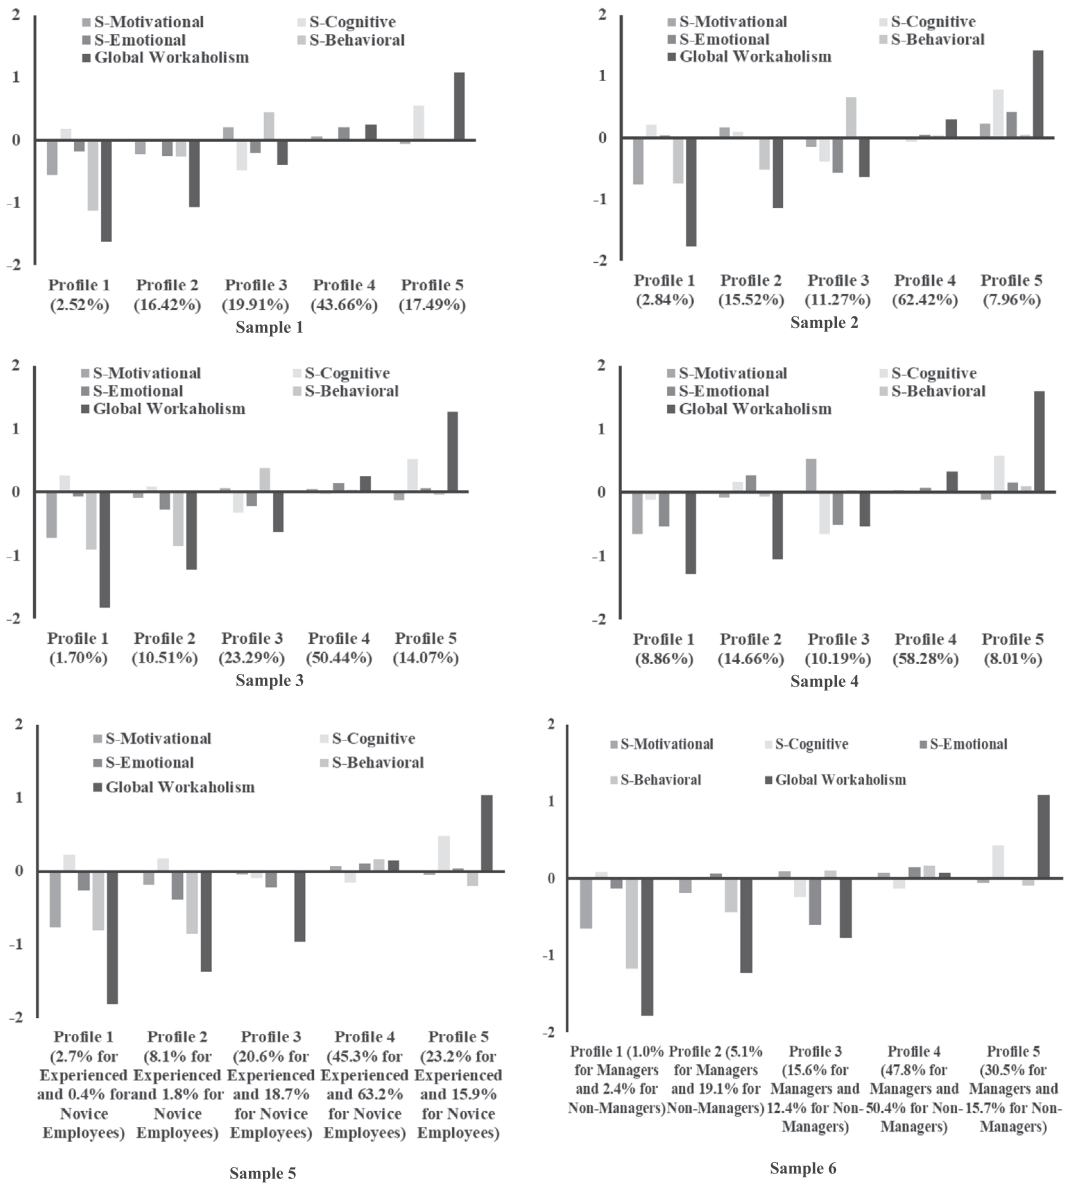 2
1
0
-1
-2
S-Motivational
S-Cognitive
S-Emotional
S-Behavioral
Global Workaholism
Profile 1 Profile 2 Profile 3 Profile 4 Profile 5
(2.52%) (16.42%) (19.91%) (43.66%) (17.49%)
Sample 1
2
1
0
-1
-2
S-Motivational
S-Cognitive
S-Emotional
S-Behavioral
Global Workaholism
Profile 1 Profile 2 Profile 3 Profile 4 Profile 5
(2.84%) (15.52%) (11.27%) (62.42%) (7.96%)
Sample 2
2
1
0
-1
-2
S-Motivational
S-Cognitive
S-Emotional
S-Behavioral
Global Workaholism
Profile 1 Profile 2 Profile 3 Profile 4 Profile 5
(1.70%) (10.51%) (23.29%) (50.44%) (14.07%)
Sample 3
2
1
0
-1
-2
S-Motivational
S-Cognitive
S-Emotional
S-Behavioral
Global Workaholism
Profile 1 Profile 2 Profile 3 Profile 4 Profile 5
(8.86%) (14.66%) (10.19%) (58.28%) (8.01%)
Sample 4
2
1
0
-1
-2
S-Motivational
S-Cognitive
S-Emotional
S-Behavioral
Global Workaholism
Profile 1
(2.7% for
Experienced
and 0.4% for
Novice
Employees)
Profile 2
(8.1% for
Experienced
and 1.8% for
Novice
Employees)
Profile 3
(20.6% for
Experienced
and 18.7%
for Novice
Employees)
Profile 4
(45.3% for
Experienced
and 63.2%
for Novice
Employees)
Profile 5
(23.2% for
Experienced
and 15.9%
for Novice
Employees)
Sample 5
2
1
0
-1
-2
S-Motivational
S-Cognitive
S-Emotional
S-Behavioral
Global Workaholism
Profile 1 (1.0%
for Managers
and 2.4% for
Non-Managers)
Profile 2 (5.1%
for Managers
and 19.1% for
Non-Managers)
Profile 3
(15.6% for
Managers and
12.4% for Non-
Managers)
Profile 4
(47.8% for
Managers and
50.4% for Non-
Managers)
Profile 5
(30.5% for
Managers and
15.7% for Non-
Managers)
Sample 6